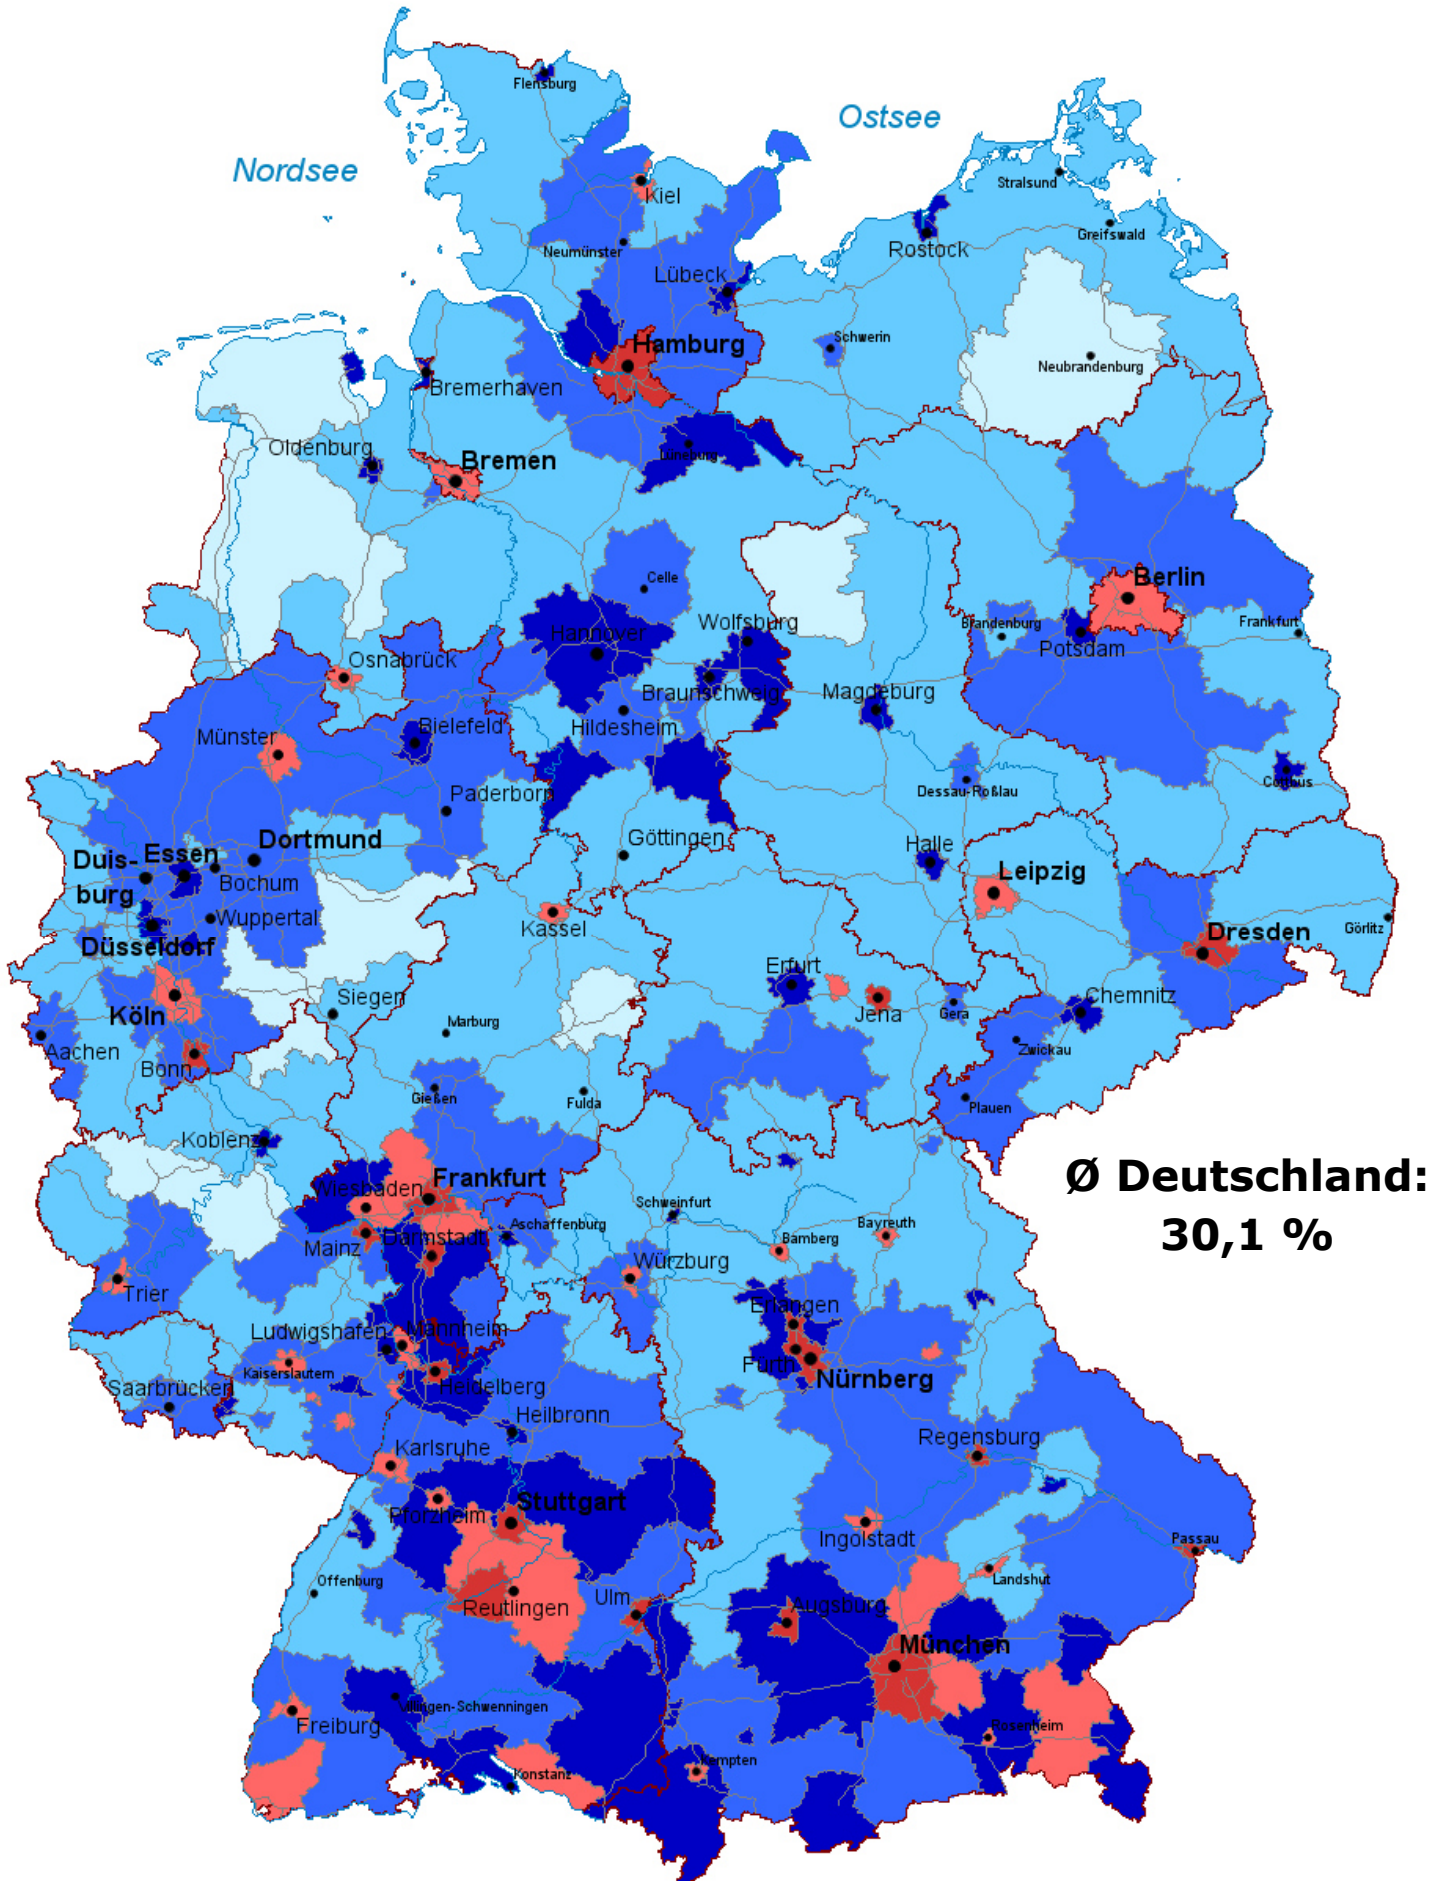 Flensburg
Ostsee
Nordsee
Stralsund
Kiel
Greifswald
Neumünster
Rostock
Lübeck
Schwerin
Hamburg
Neubrandenburg
Bremerhaven
Oldenburg
Lüneburg
Bremen
Celle
Berlin
Wolfsburg
Brandenburg
Frankfurt
Hannover
Potsdam
Osnabrück
Braunschweig
Magdeburg
Bielefeld
Hildesheim
Münster
Cottbus
Paderborn
Dessau-Roßlau
Göttingen
Dortmund
Halle
Duis-
burg
Essen
Bochum
Leipzig
Wuppertal
Kassel
Dresden
Görlitz
Düsseldorf
Erfurt
Siegen
Chemnitz
Köln
Jena
Gera
Marburg
Aachen
Zwickau
Bonn
Gießen
Fulda
Plauen
Koblenz
Ø Deutschland:
30,1 %
Frankfurt
Wiesbaden
Schweinfurt
Aschaffenburg
Bayreuth
Mainz
Darmstadt
Bamberg
Würzburg
Trier
Erlangen
Ludwigshafen
Mannheim
Fürth
Kaiserslautern
Nürnberg
Saarbrücken
Heidelberg
Heilbronn
Regensburg
Karlsruhe
Stuttgart
Pforzheim
Ingolstadt
Passau
Offenburg
Landshut
Reutlingen
Ulm
Augsburg
München
Villingen-Schwenningen
Freiburg
Rosenheim
Kempten
Konstanz